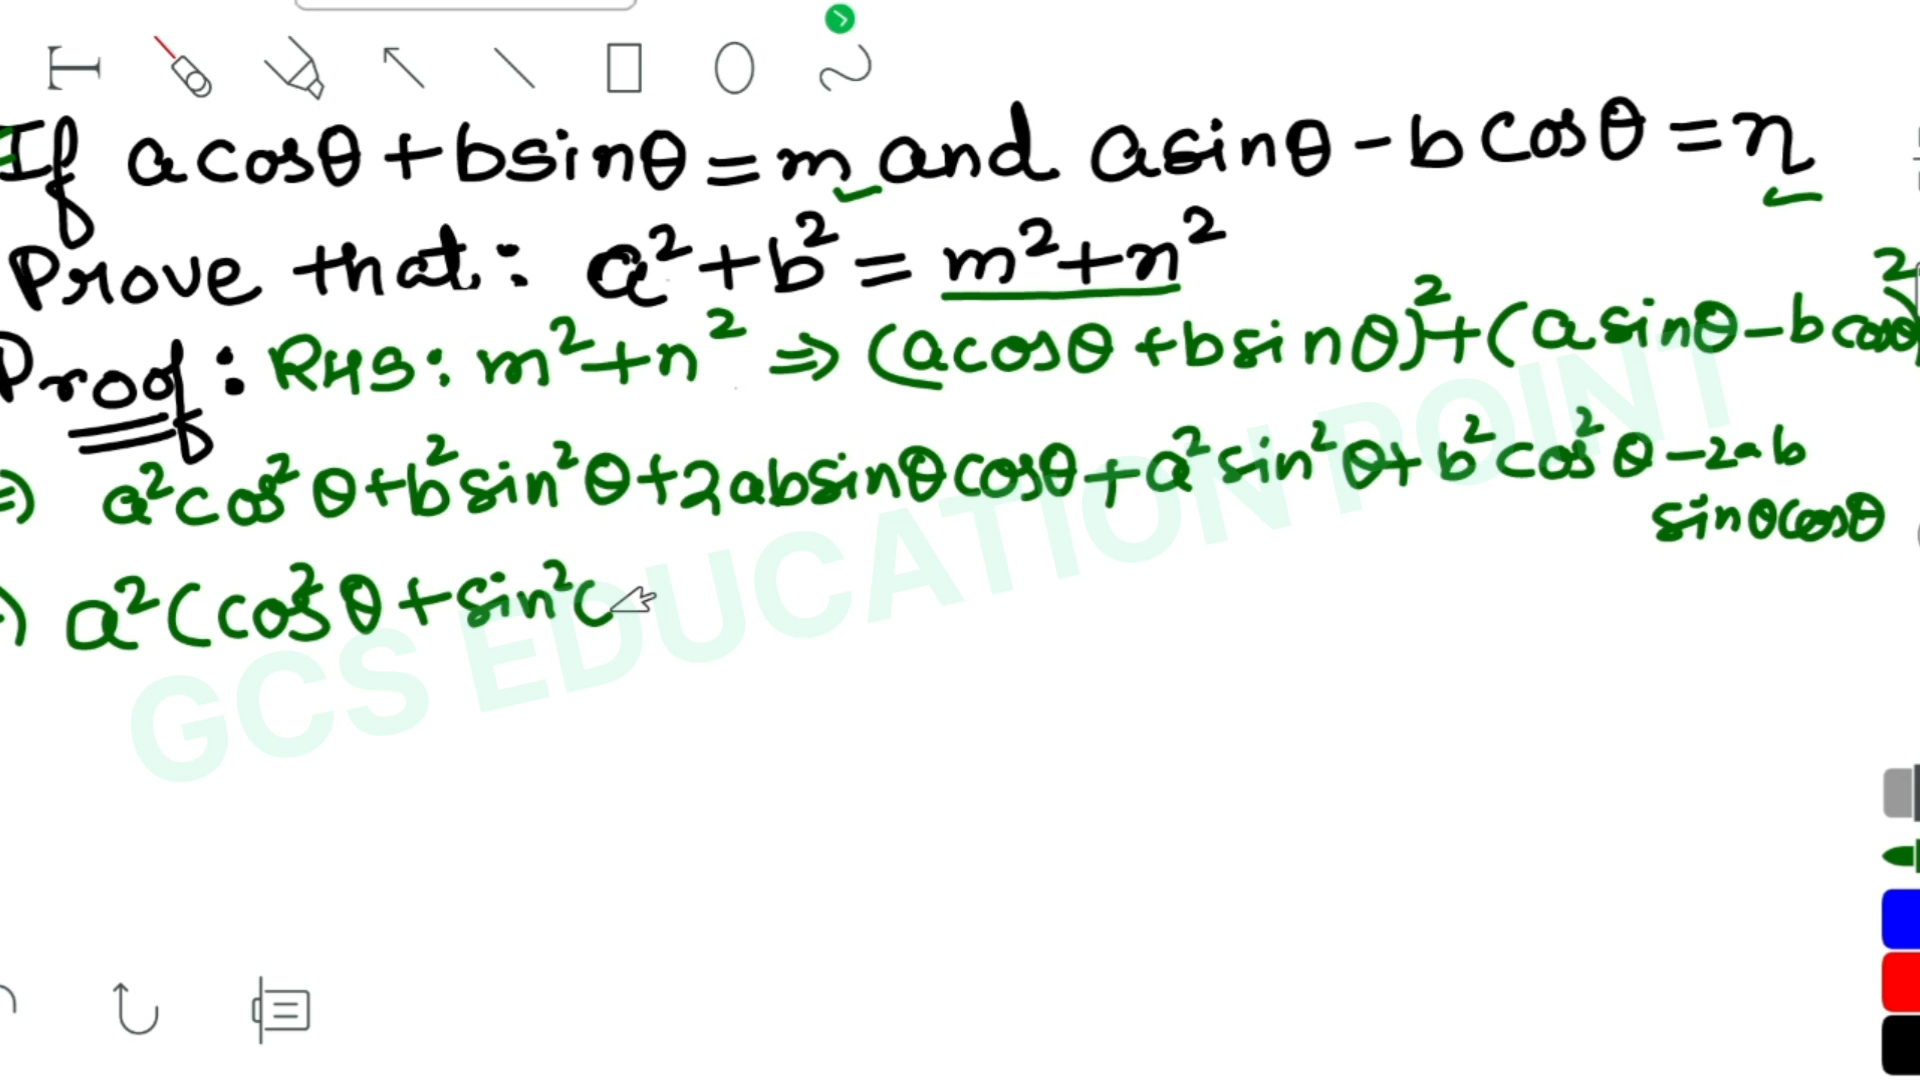 If acosθ+bsinθ=m and asinθ-bcosθ=n
Prove that: a²+b²=m²+n²
Proof: RHS: m²+n² ⇒ (acosθ+bsinθ)²+(asinθ-bcosθ)²
⇒ a²cos²θ+b²sin²θ+2absinθcosθ+a²sin²θ+b²cos²θ-2ab
sinθcosθ
⇒ a²(cos²θ+sin²
GCS EDUCATION POINT